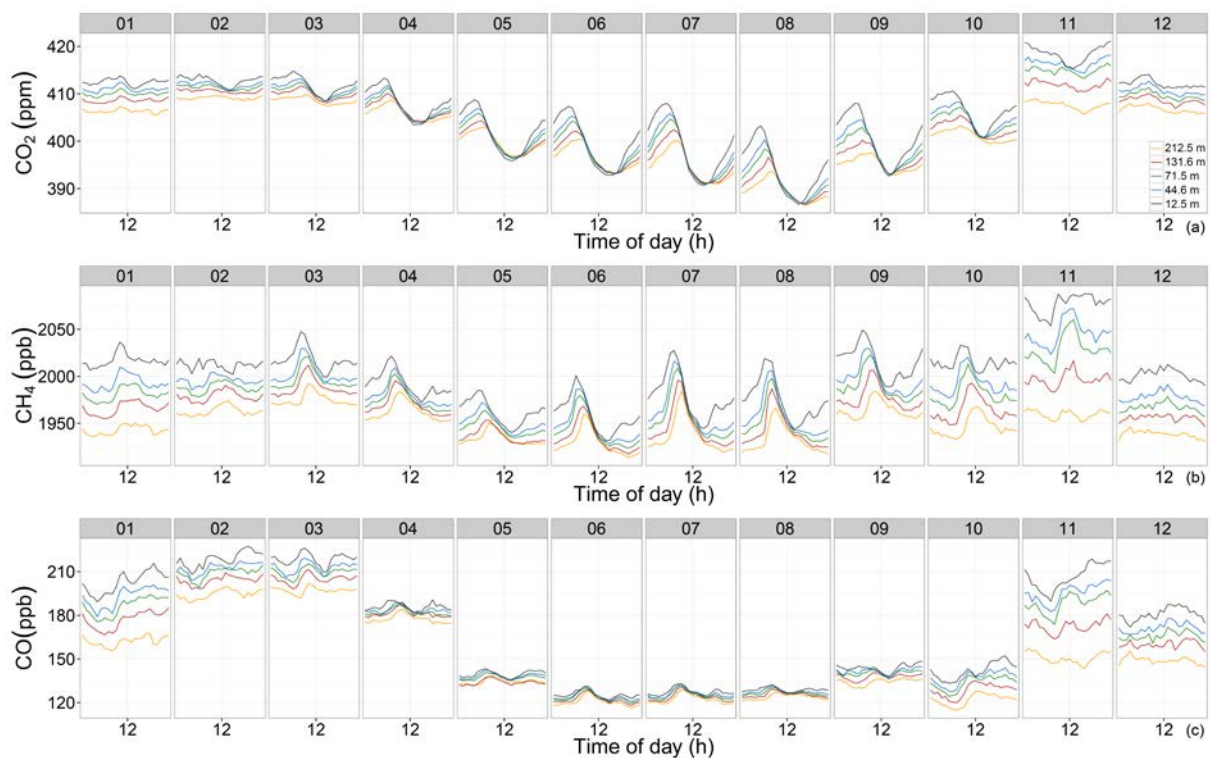 01 02 03 04 05 06 07 08 09 10 11 12
420
410
400
390
CO₂ (ppm)
212.5 m
131.6 m
71.5 m
44.6 m
12.5 m
12 12 12 12 12 12 12 12 12 12 12 12
Time of day (h)
(a)
01 02 03 04 05 06 07 08 09 10 11 12
2050
2000
1950
CH₄ (ppb)
12 12 12 12 12 12 12 12 12 12 12 12
Time of day (h)
(b)
01 02 03 04 05 06 07 08 09 10 11 12
210
180
150
120
CO(ppb)
12 12 12 12 12 12 12 12 12 12 12 12
Time of day (h)
(c)